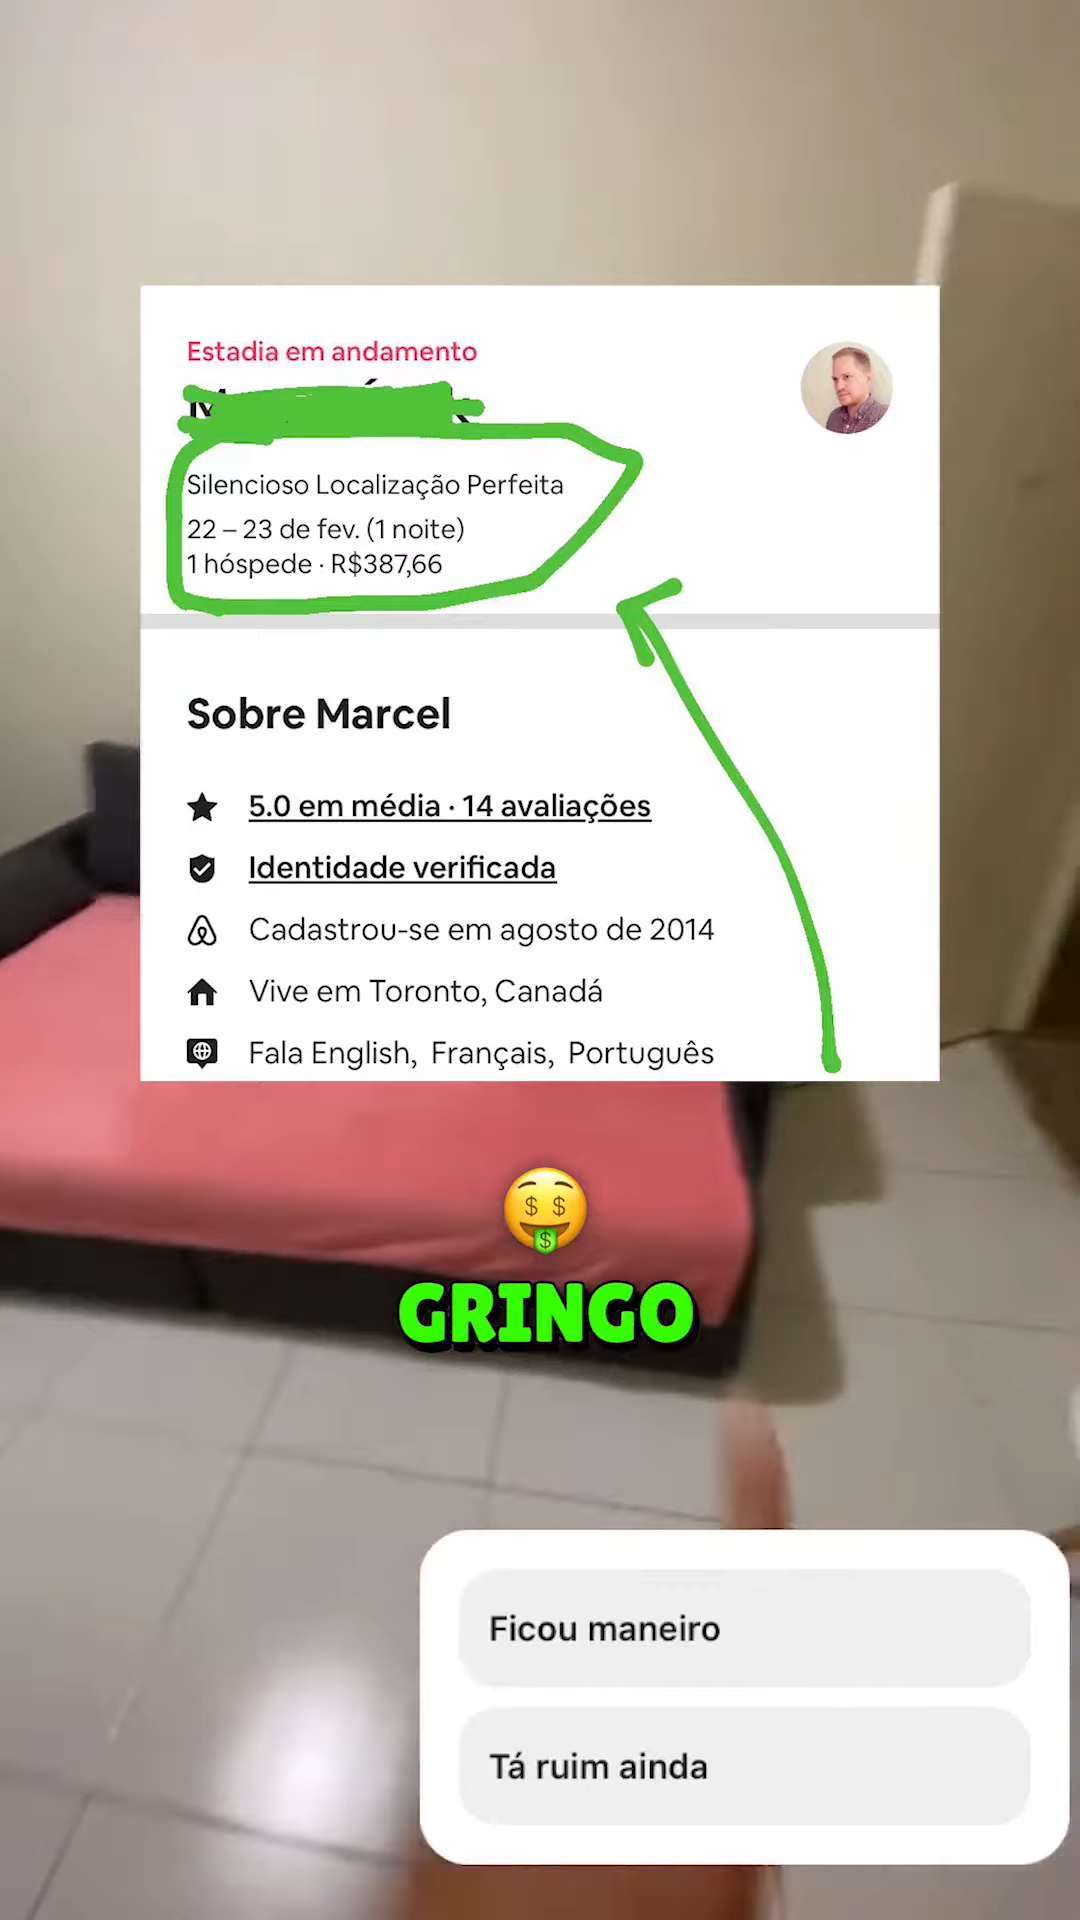 Estadia em andamento
Silencioso Localização Perfeita
22 – 23 de fev. (1 noite)
1 hóspede · R$387,66
Sobre Marcel
5.0 em média · 14 avaliações
Identidade verificada
Cadastrou-se em agosto de 2014
Vive em Toronto, Canadá
Fala English, Français, Português
GRINGO
Ficou maneiro
Tá ruim ainda